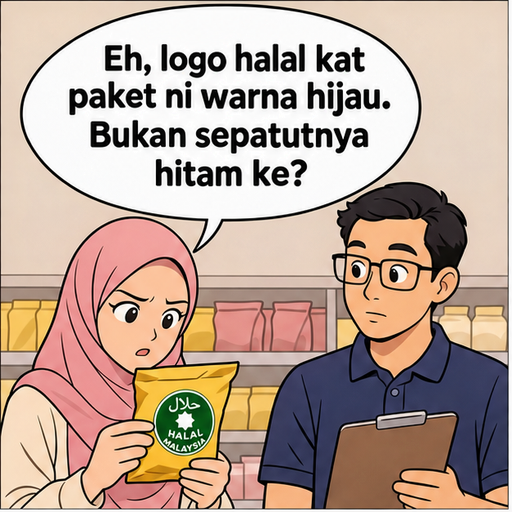 Eh, logo halal kat
paket ni warna hijau.
Bukan sepatutnya
hitam ke?
حلال
HALAL
MALAYSIA